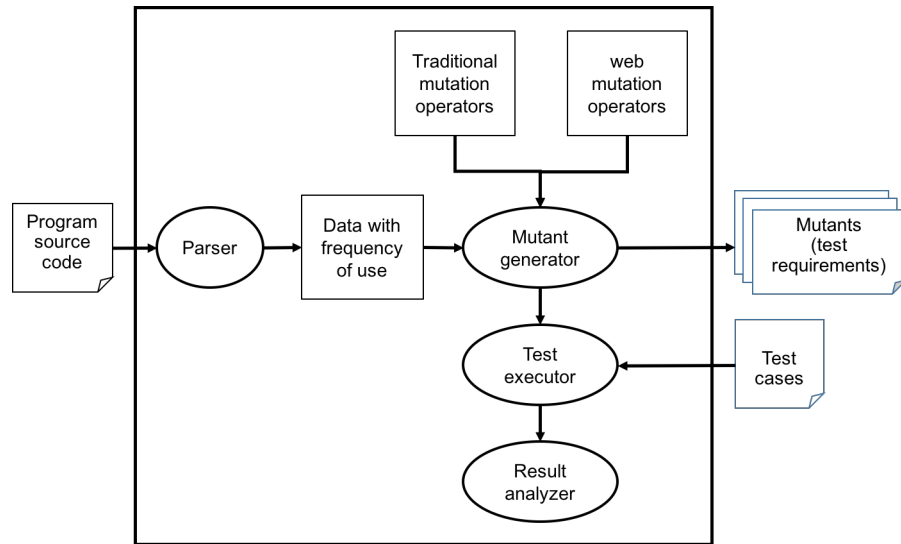 Traditional
mutation
operators
web
mutation
operators
Program
source
code
Parser
Data with
frequency
of use
Mutant
generator
Mutants
(test
requirements)
Test
executor
Test
cases
Result
analyzer